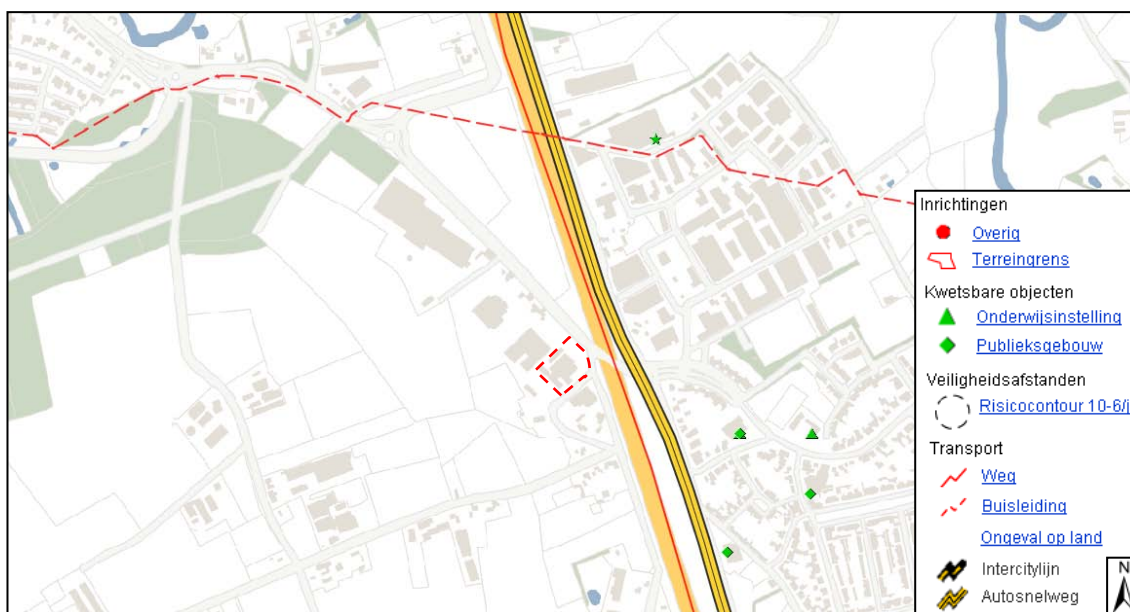 Inrichtingen
Overig
Terreingrens
Kwetsbare objecten
Onderwijsinstelling
Publieksgebouw
Veiligheidsafstanden
Risicocontour 10-6/j
Transport
Weg
Buisleiding
Ongeval op land
Intercitylijn
Autosnelweg
N